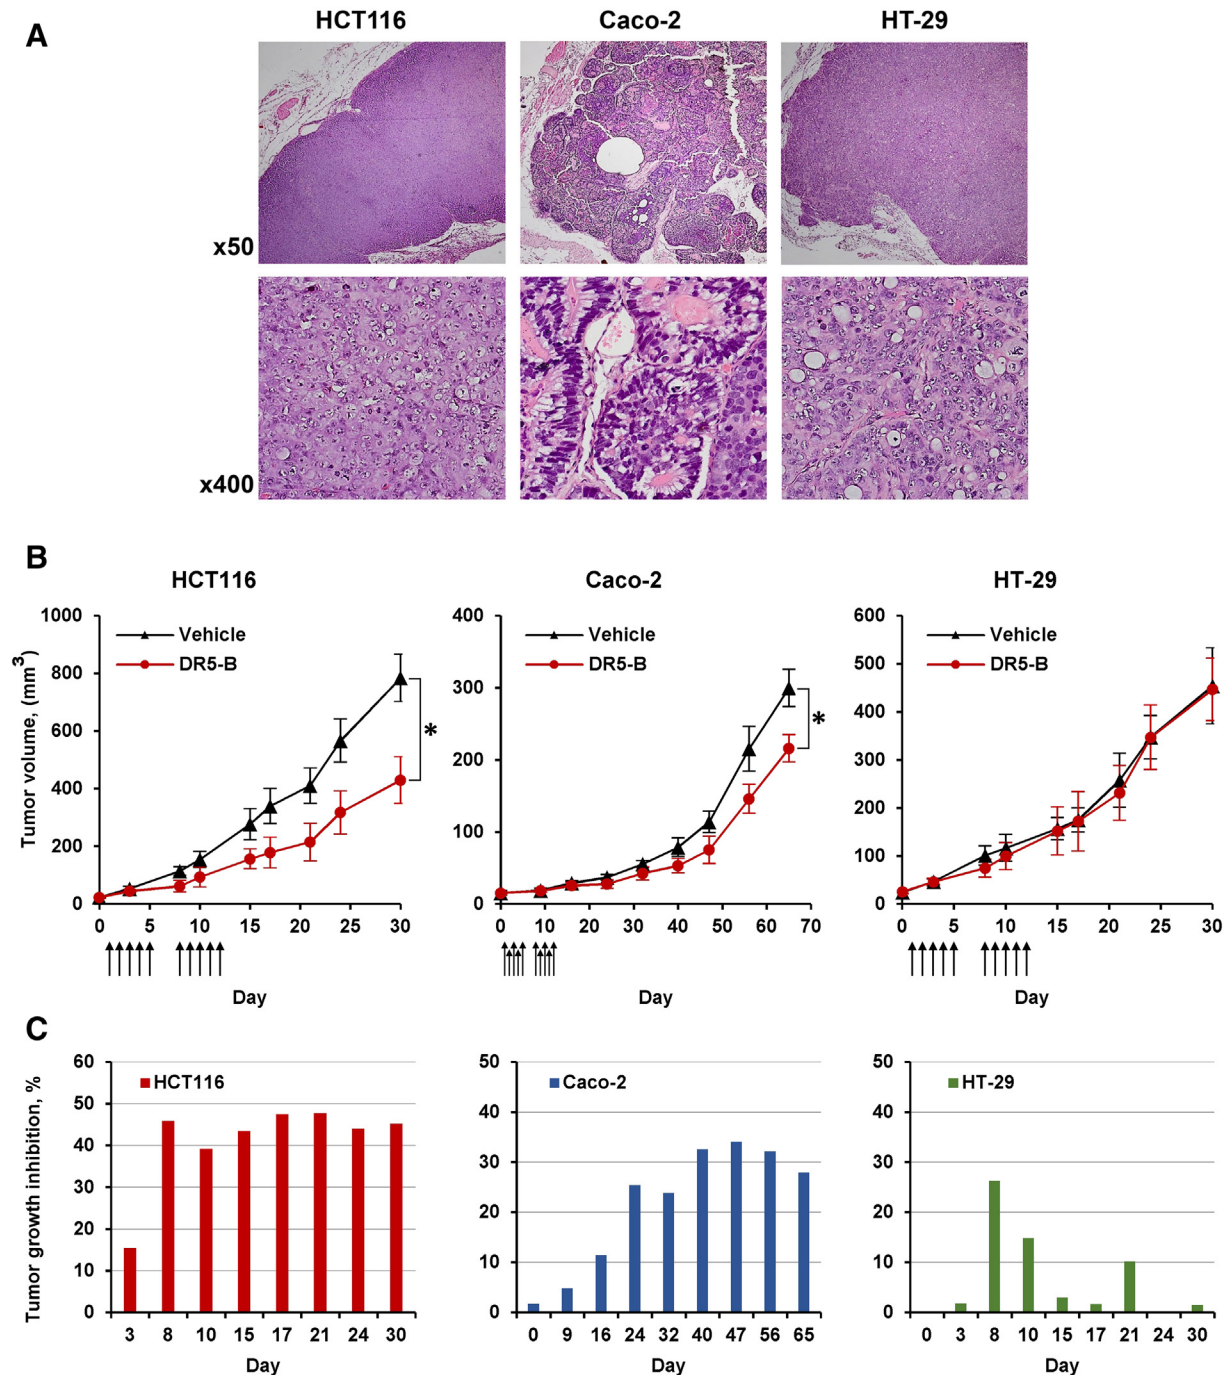 A
HCT116 Caco-2 HT-29
x50
x400
B
HCT116
Tumor volume, (mm³)
1000
800
600
400
200
0
Vehicle
DR5-B
*
0 5 10 15 20 25 30
Day
Caco-2
400
300
200
100
0
Vehicle
DR5-B
*
0 10 20 30 40 50 60 70
Day
HT-29
600
500
400
300
200
100
0
Vehicle
DR5-B
0 5 10 15 20 25 30
Day
C
Tumor growth inhibition, %
60
50
40
30
20
10
0
HCT116
3 8 10 15 17 21 24 30
Day
50
40
30
20
10
0
Caco-2
0 9 16 24 32 40 47 56 65
Day
50
40
30
20
10
0
HT-29
0 3 8 10 15 17 21 24 30
Day